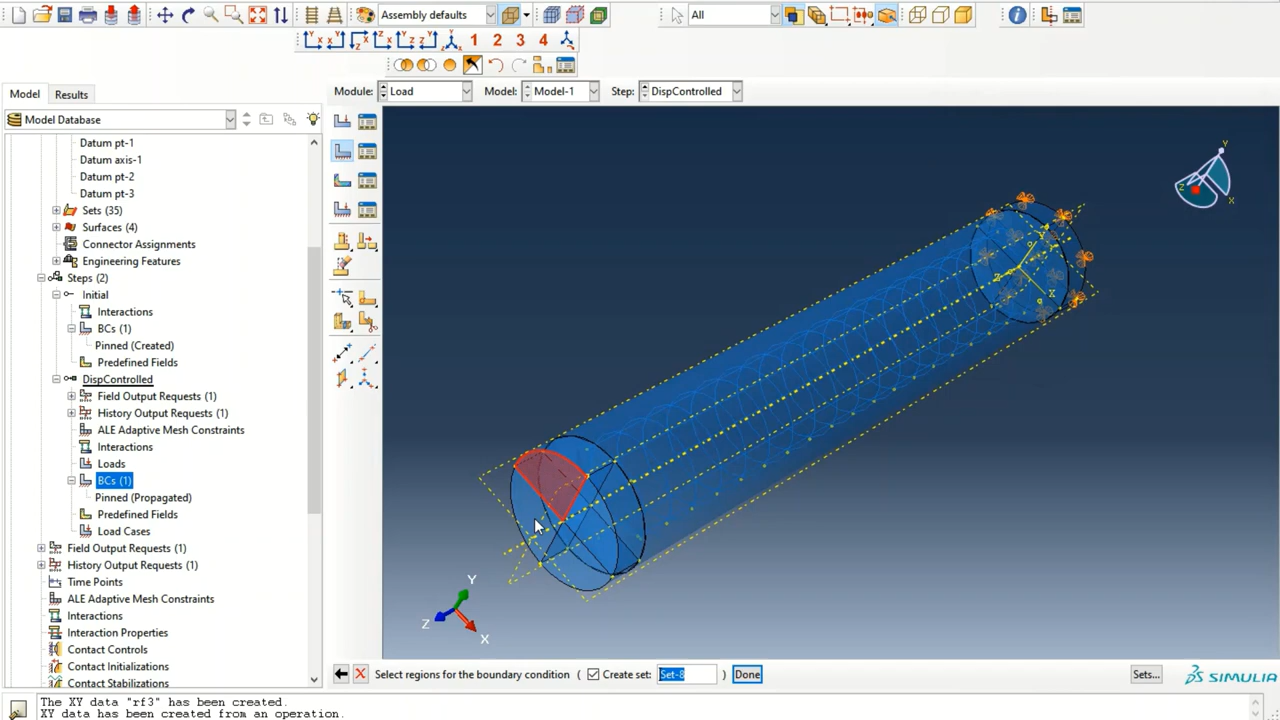 Assembly defaults
All
1 2 3 4
Module: Load Model: Model-1 Step: DispControlled
Model Results
Model Database
Datum pt-1
Datum axis-1
Datum pt-2
Datum pt-3
Sets (35)
Surfaces (4)
Connector Assignments
Engineering Features
Steps (2)
Initial
Interactions
BCs (1)
Pinned (Created)
Predefined Fields
DispControlled
Field Output Requests (1)
History Output Requests (1)
ALE Adaptive Mesh Constraints
Interactions
Loads
BCs (1)
Pinned (Propagated)
Predefined Fields
Load Cases
Field Output Requests (1)
History Output Requests (1)
Time Points
ALE Adaptive Mesh Constraints
Interactions
Interaction Properties
Contact Controls
Contact Initializations
Contact Stabilizations
Y
Z
X
Y
Z
X
Select regions for the boundary condition ( Create set: Set-8 ) Done
Sets...
SIMULIA
The XY data "rf3" has been created.
XY data has been created from an operation.